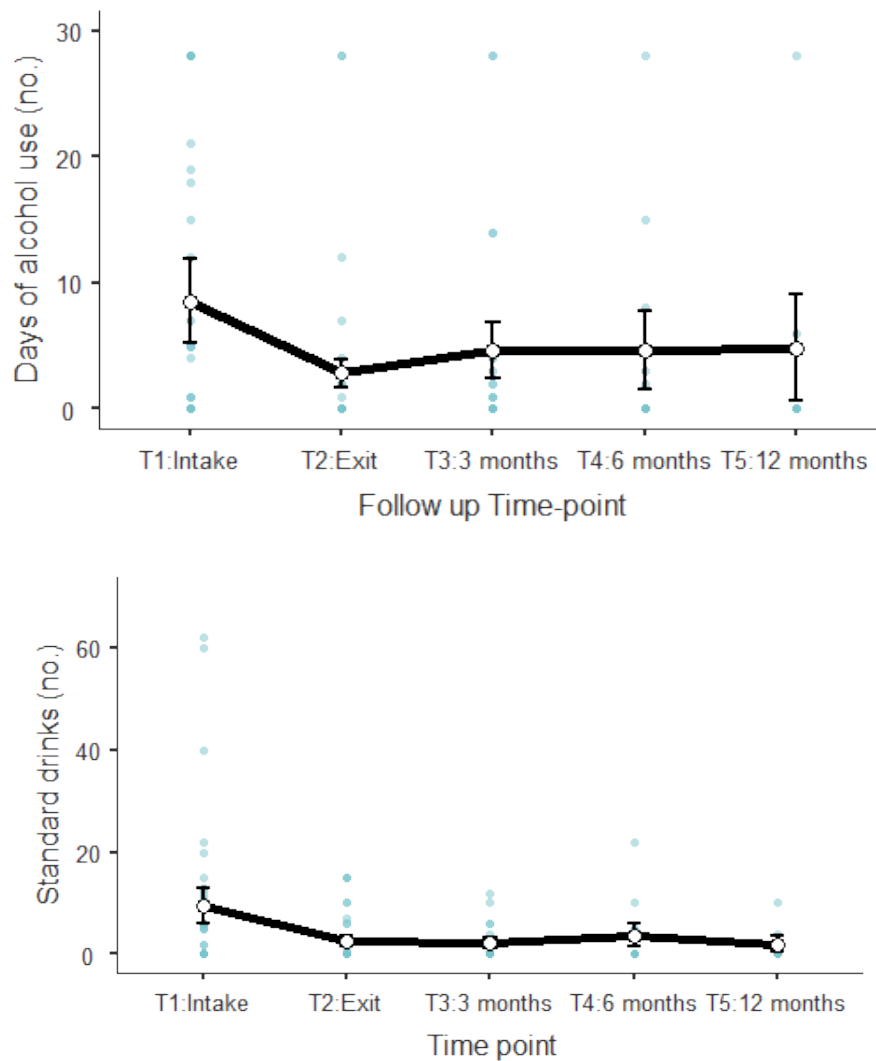 30
20
10
0
Days of alcohol use (no.)
T1:Intake T2:Exit T3:3 months T4:6 months T5:12 months
Follow up Time-point
60
40
20
0
Standard drinks (no.)
T1:Intake T2:Exit T3:3 months T4:6 months T5:12 months
Time point